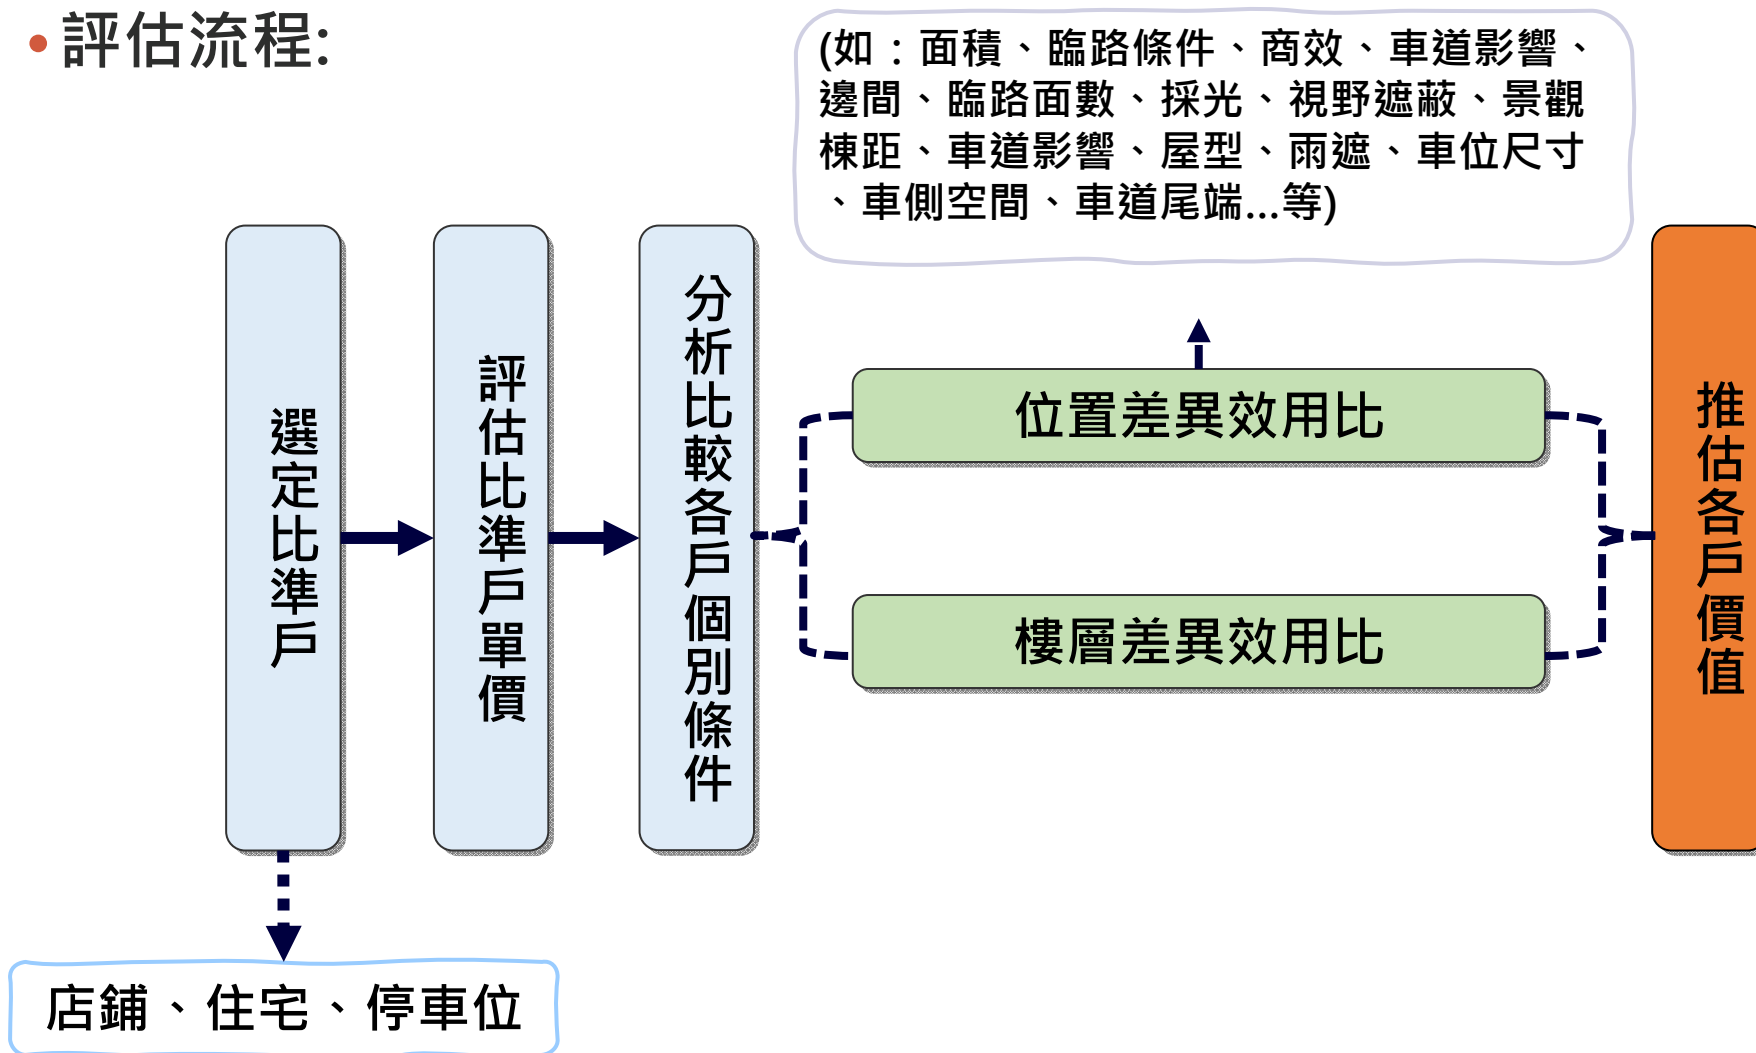 •評估流程:
(如：面積、臨路條件、商效、車道影響、
邊間、臨路面數、採光、視野遮蔽、景觀
棟距、車道影響、屋型、雨遮、車位尺寸
、車側空間、車道尾端...等)
選定比準戶
評估比準戶單價
分析比較各戶個別條件
位置差異效用比
樓層差異效用比
推估各戶價值
店鋪、住宅、停車位